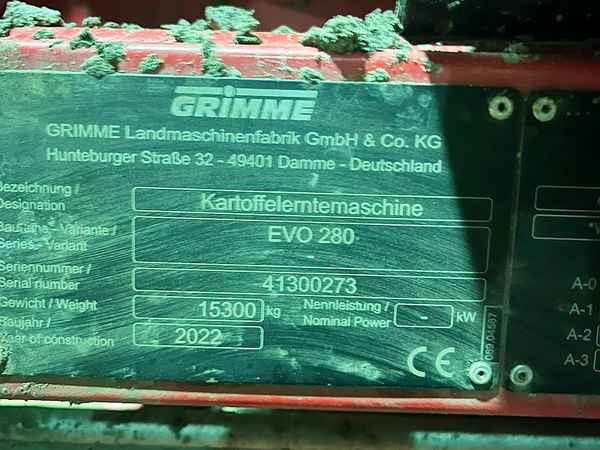 GRIMME
GRIMME Landmaschinenfabrik GmbH & Co. KG
Hunteburger Straße 32 - 49401 Damme - Deutschland
Bezeichnung /
Designation
Kartoffelerntemaschine
Baureihe - Variante /
Series - Variant
EVO 280
Seriennummer /
Serial number
41300273
Gewicht / Weight
15300 kg
Nennleistung /
Nominal Power
- kW
Baujahr /
Year of construction
2022
CE
A-0
A-1
A-2
A-3